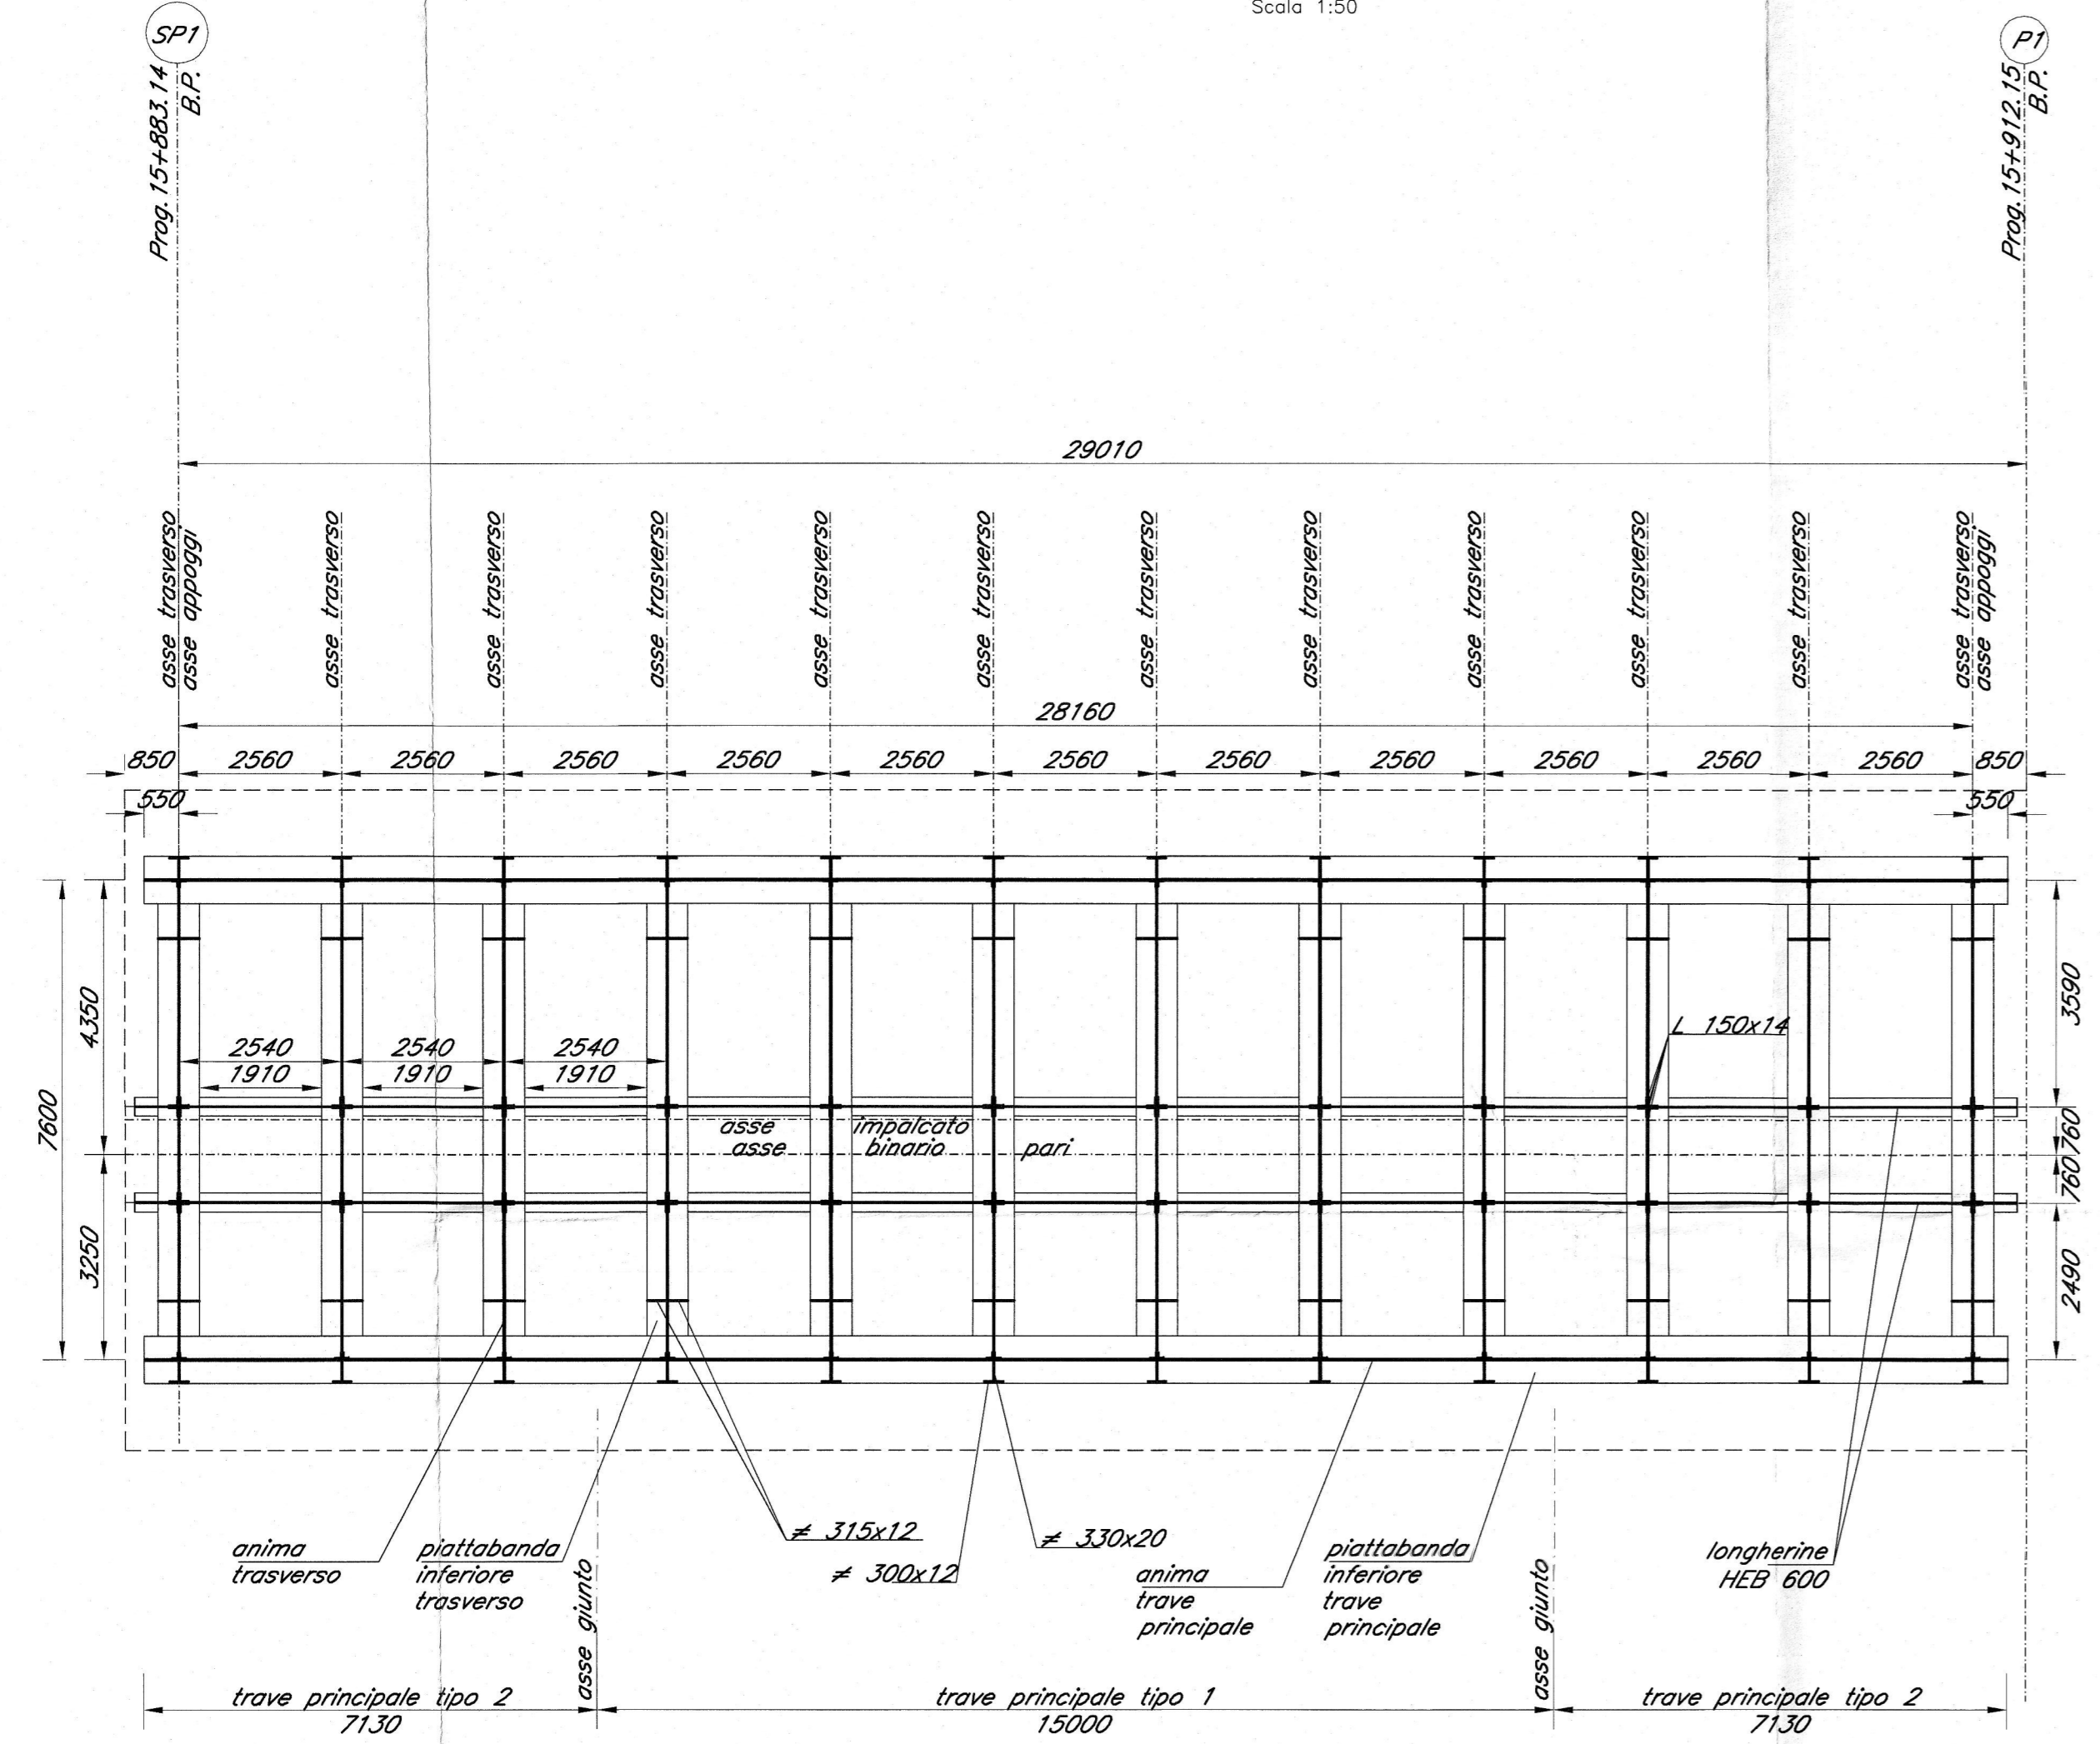 Scala 1:50
SP1
Prog. 15+883.14
B.P.
P1
Prog. 15+912.15
B.P.
29010
asse trasverso
asse appoggi
asse trasverso
asse trasverso
asse trasverso
asse trasverso
asse trasverso
asse trasverso
asse trasverso
asse trasverso
asse trasverso
asse trasverso
asse trasverso
asse appoggi
28160
850
2560
2560
2560
2560
2560
2560
2560
2560
2560
2560
2560
850
550
550
7600
4350
3250
3590
760
760
2490
2540
2540
2540
1910
1910
1910
L 150x14
asse impalcato
asse binario pari
anima
trasverso
piattabanda
inferiore
trasverso
asse giunto
≠ 315x12
≠ 300x12
≠ 330x20
anima
trave
principale
piattabanda
inferiore
trave
principale
asse giunto
longherine
HEB 600
trave principale tipo 2
7130
trave principale tipo 1
15000
trave principale tipo 2
7130